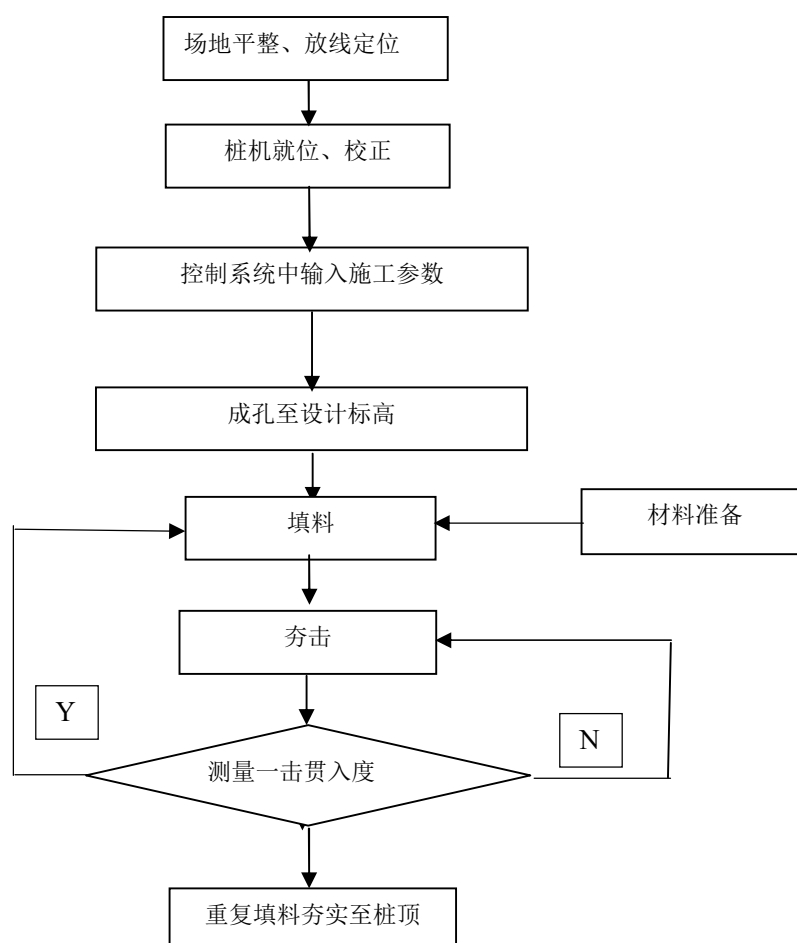 场地平整、放线定位
桩机就位、校正
控制系统中输入施工参数
成孔至设计标高
填料
材料准备
夯击
Y
N
测量一击贯入度
重复填料夯实至桩顶